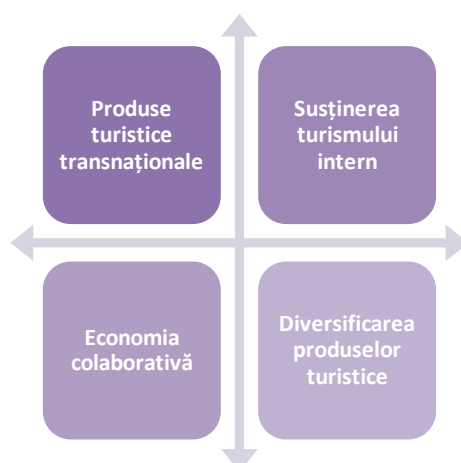 Produse
turistice
transnaționale
Susținerea
turismului
intern
Economia
colaborativă
Diversificarea
produselor
turistice